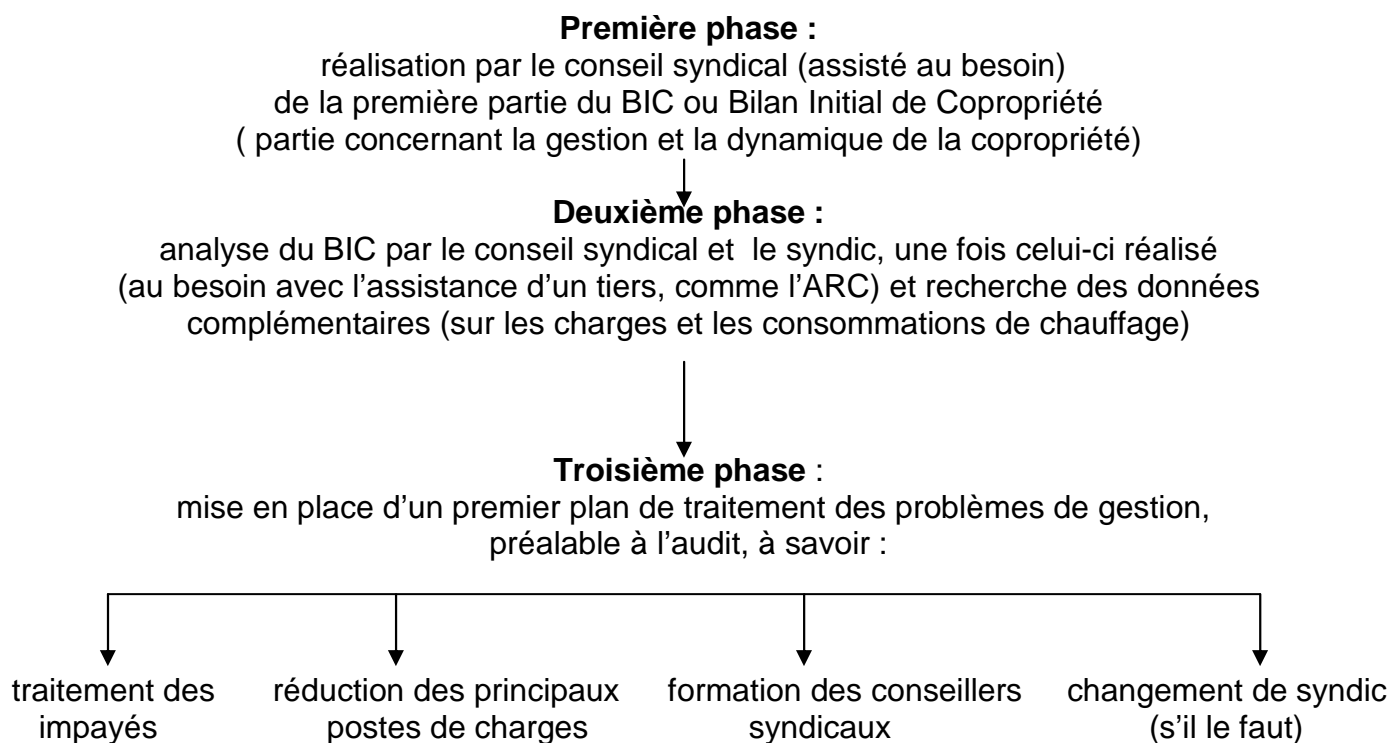 Première phase :
réalisation par le conseil syndical (assisté au besoin)
de la première partie du BIC ou Bilan Initial de Copropriété
( partie concernant la gestion et la dynamique de la copropriété)
Deuxième phase :
analyse du BIC par le conseil syndical et le syndic, une fois celui-ci réalisé
(au besoin avec l’assistance d’un tiers, comme l’ARC) et recherche des données
complémentaires (sur les charges et les consommations de chauffage)
Troisième phase :
mise en place d’un premier plan de traitement des problèmes de gestion,
préalable à l’audit, à savoir :
traitement des
impayés
réduction des principaux
postes de charges
formation des conseillers
syndicaux
changement de syndic
(s’il le faut)